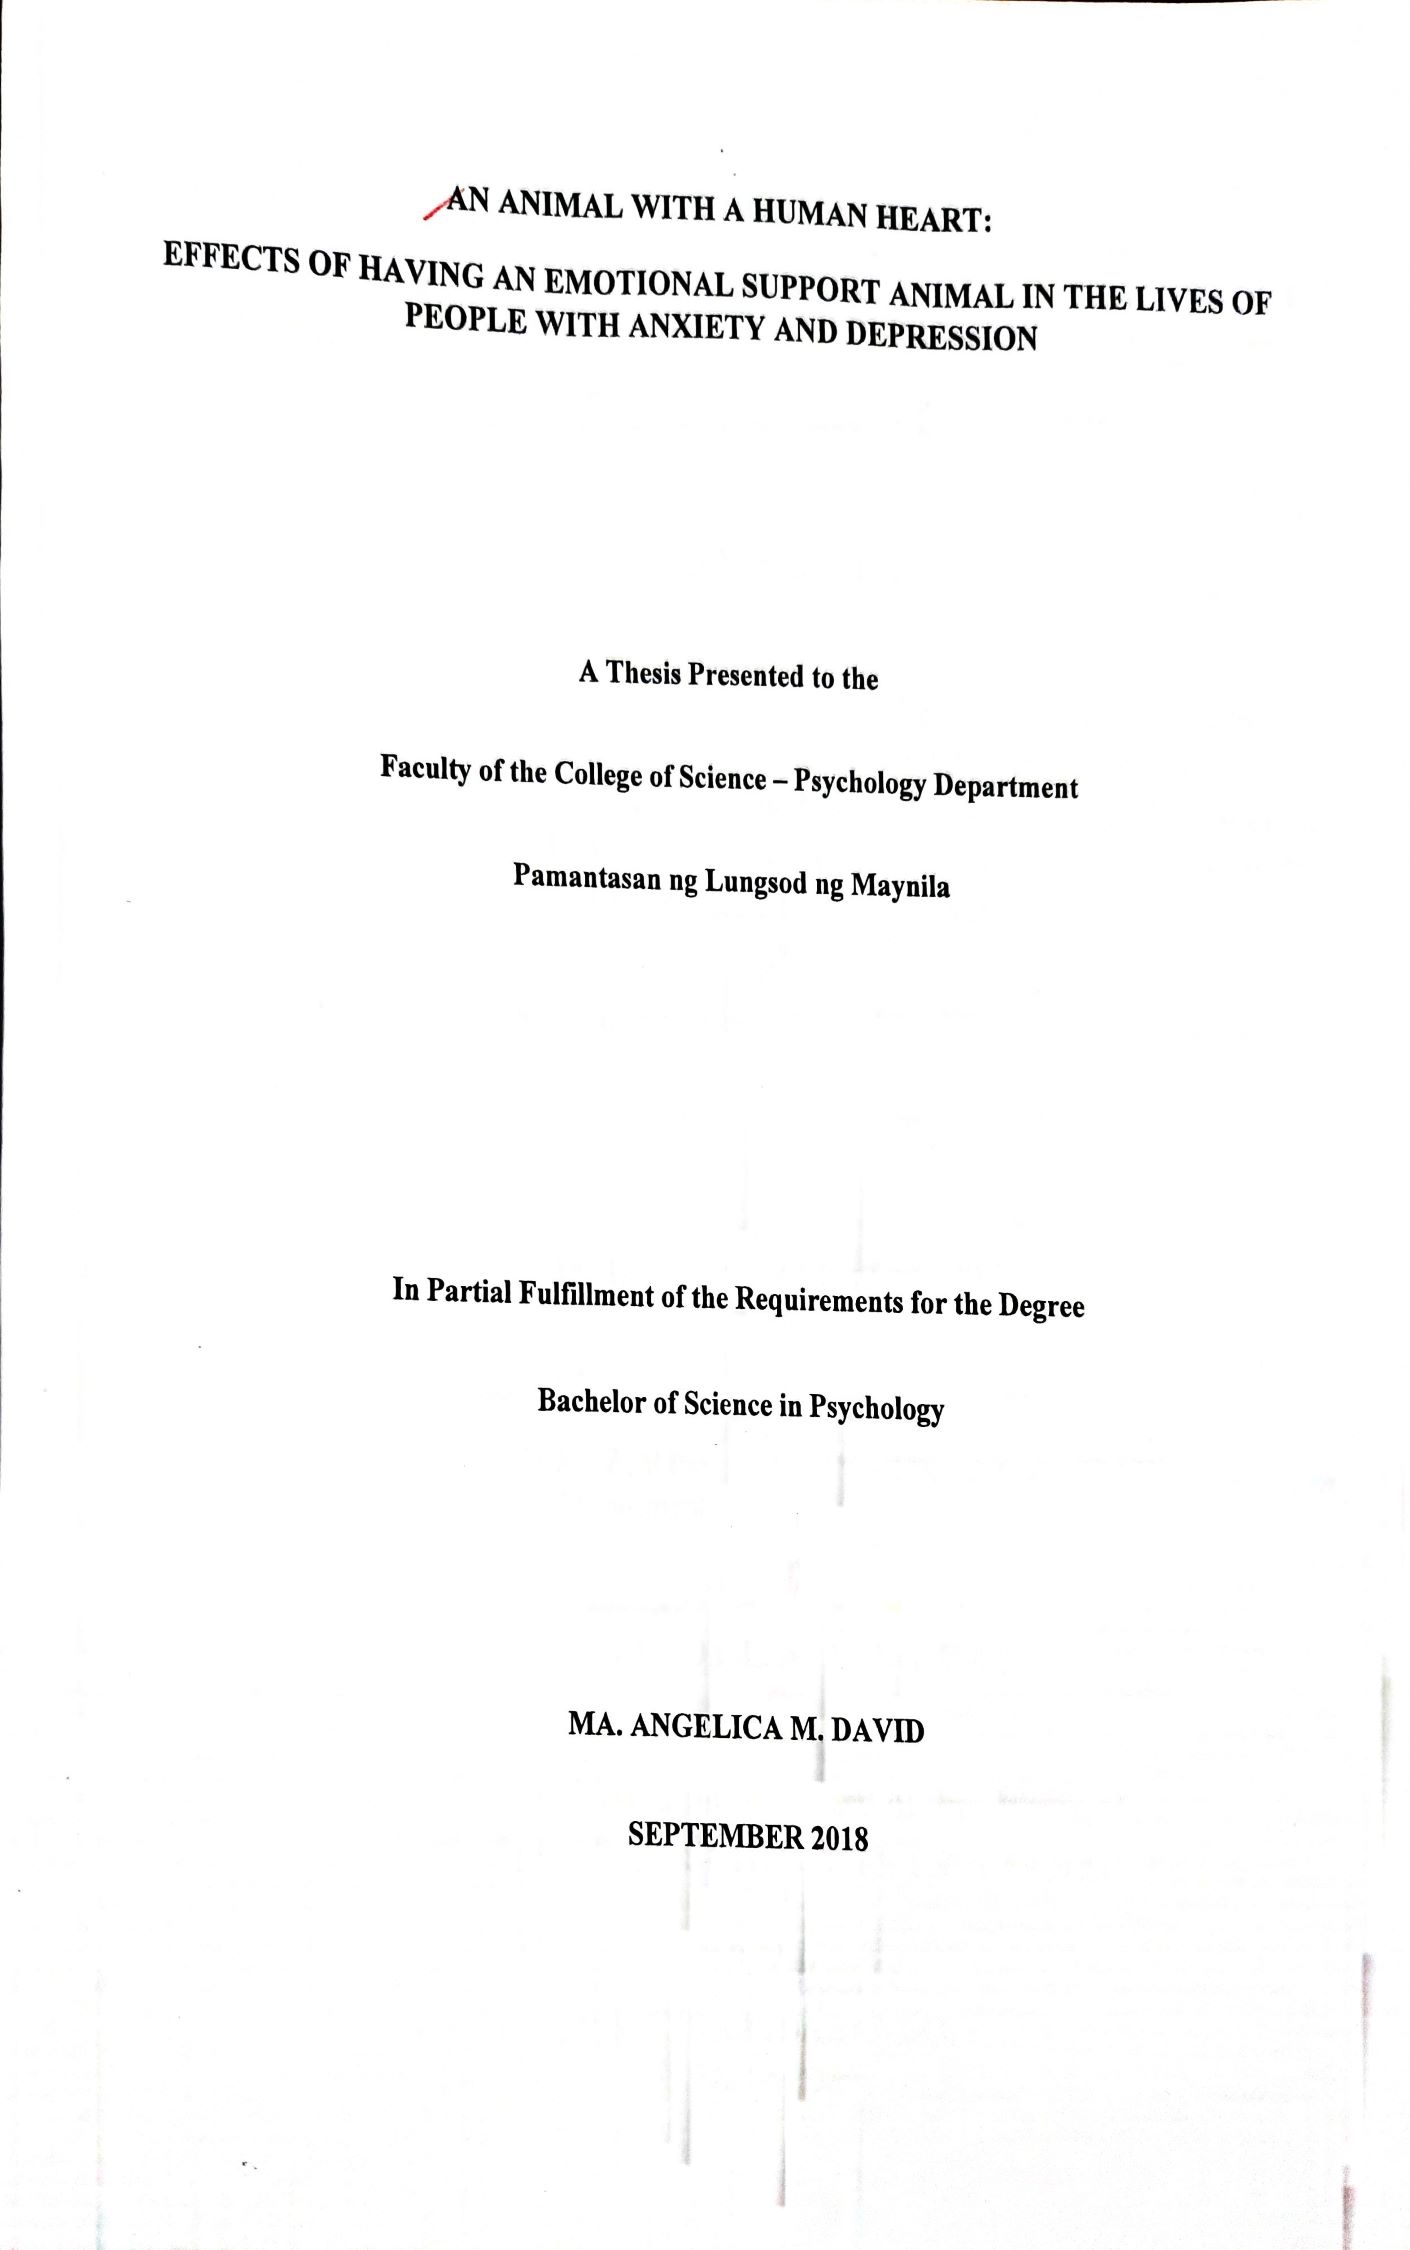 AN ANIMAL WITH A HUMAN HEART:
EFFECTS OF HAVING AN EMOTIONAL SUPPORT ANIMAL IN THE LIVES OF
PEOPLE WITH ANXIETY AND DEPRESSION
A Thesis Presented to the
Faculty of the College of Science – Psychology Department
Pamantasan ng Lungsod ng Maynila
In Partial Fulfillment of the Requirements for the Degree
Bachelor of Science in Psychology
MA. ANGELICA M. DAVID
SEPTEMBER 2018